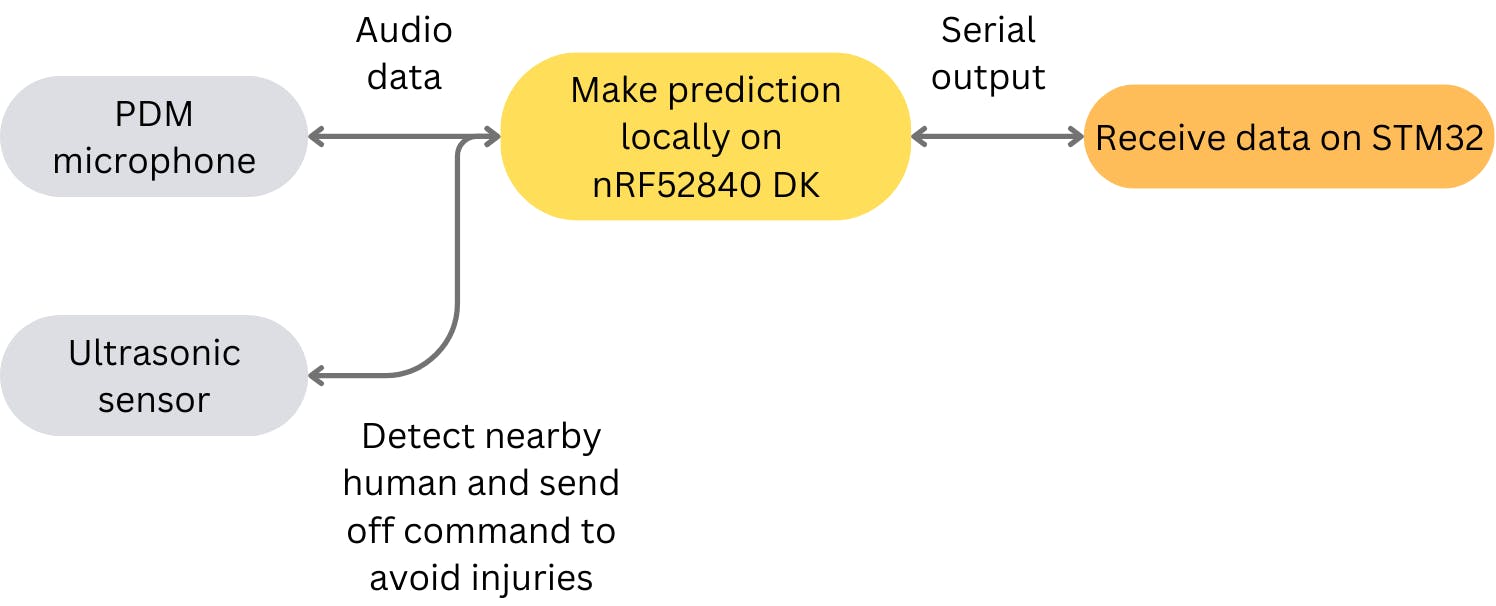 Audio
data
Serial
output
PDM
microphone
Make prediction
locally on
nRF52840 DK
Receive data on STM32
Ultrasonic
sensor
Detect nearby
human and send
off command to
avoid injuries